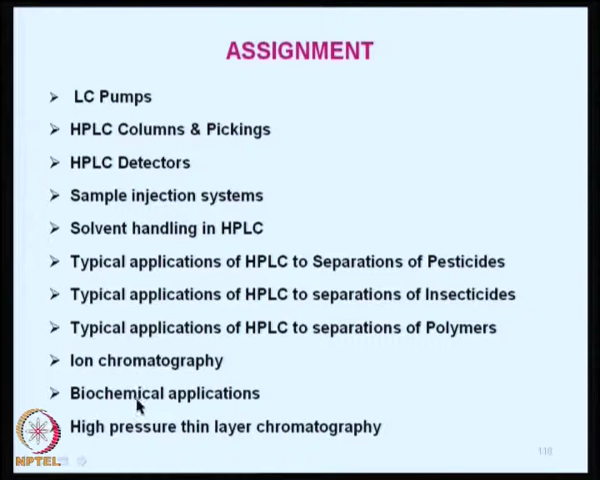 ASSIGNMENT
LC Pumps
HPLC Columns & Pickings
HPLC Detectors
Sample injection systems
Solvent handling in HPLC
Typical applications of HPLC to Separations of Pesticides
Typical applications of HPLC to separations of Insecticides
Typical applications of HPLC to separations of Polymers
Ion chromatography
Biochemical applications
High pressure thin layer chromatography
NPTEL